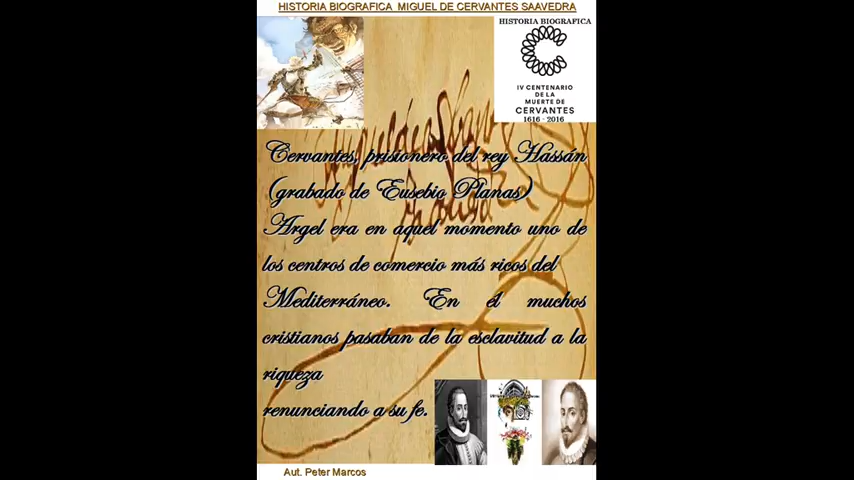 HISTORIA BIOGRAFICA MIGUEL DE CERVANTES SAAVEDRA
HISTORIA BIOGRAFICA
IV CENTENARIO
DE LA
MUERTE DE
CERVANTES
1616 - 2016
Cervantes, prisionero del rey Hassán
(grabado de Eusebio Planas)
Argel era en aquel momento uno de
los centros de comercio más ricos del
Mediterráneo. En él muchos
cristianos pasaban de la esclavitud a la
riqueza
renunciando a su fe.
Aut. Peter Marcos